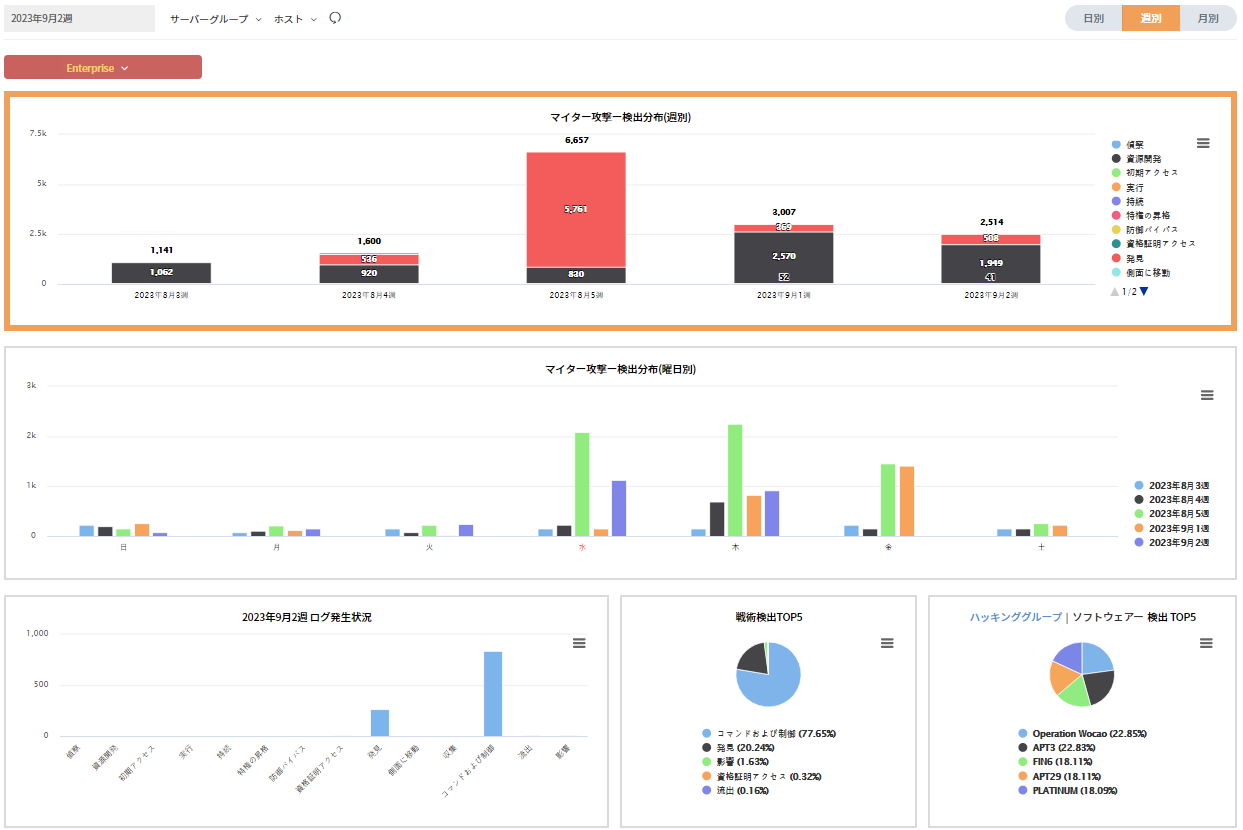 2023年9月2週 サーバーグループ ホスト 日別 週別 月別
Enterprise
マイター攻撃ー検出分布(週別)
7.5k
5k
2.5k
0
1,141
1,062
1,600
536
920
6,657
5,761
830
3,007
369
2,570
52
2,514
508
1,949
41
2023年8月3週 2023年8月4週 2023年8月5週 2023年9月1週 2023年9月2週
偵察
資源開発
初期アクセス
実行
持続
特権の昇格
防御バイパス
資格証明アクセス
発見
側面に移動
1/2
マイター攻撃ー検出分布(曜日別)
3k
2k
1k
0
日 月 火 水 木 金 土
2023年8月3週
2023年8月4週
2023年8月5週
2023年9月1週
2023年9月2週
2023年9月2週 ログ発生状況
1,000
500
0
偵察 資源開発 初期アクセス 実行 持続 特権の昇格 防御バイパス 資格証明アクセス 発見 側面に移動 収集 コマンドおよび制御 流出 影響
戦術検出TOP5
コマンドおよび制御 (77.65%)
発見 (20.24%)
影響 (1.63%)
資格証明アクセス (0.32%)
流出 (0.16%)
ハッキンググループ | ソフトウェアー 検出 TOP5
Operation Wocao (22.85%)
APT3 (22.83%)
FIN6 (18.11%)
APT29 (18.11%)
PLATINUM (18.09%)